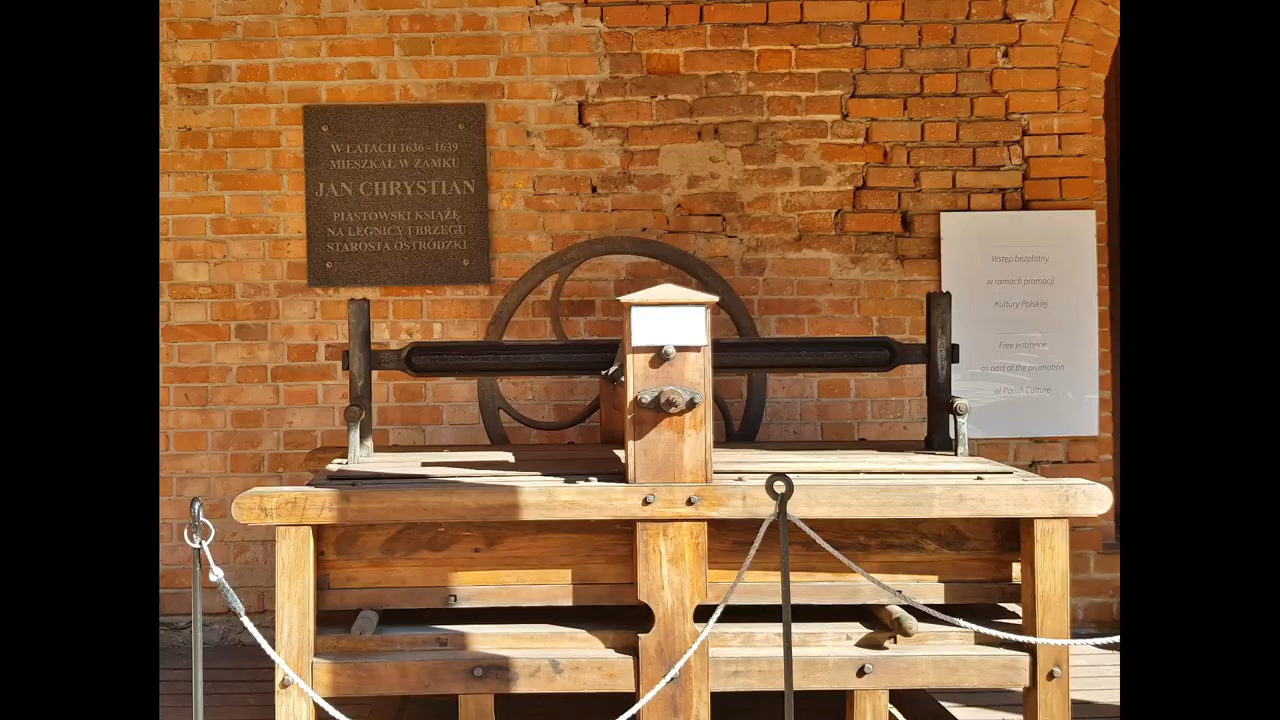 W LATACH 1636 - 1639
MIESZKAŁ W ZAMKU
JAN CHRYSTIAN
PIASTOWSKI KSIĄŻĘ
NA LEGNICY I BRZEGU
STAROSTA OSTRÓDZKI
Wstęp bezpłatny
w ramach promocji
Kultury Polskiej
Free entrance
as part of the promotion
of Polish Culture